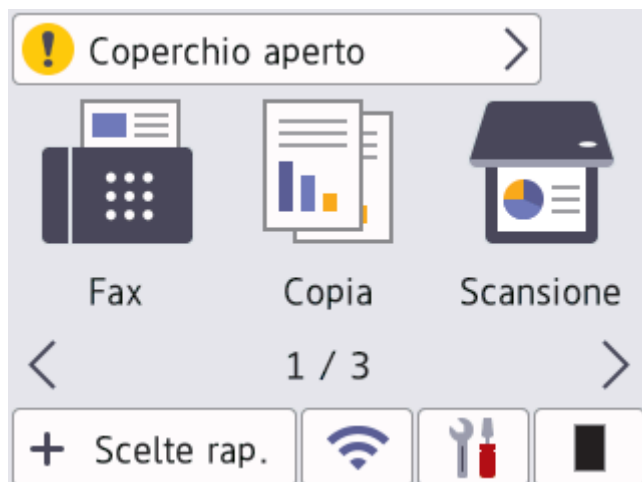 Coperchio aperto
Fax
Copia
Scansione
1 / 3
Scelte rap.